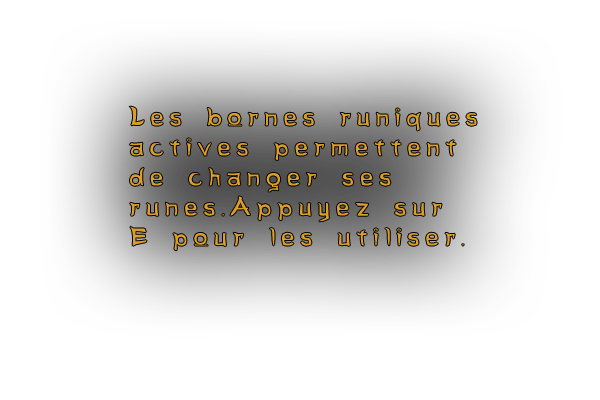 Les bornes runiques
actives permettent
de changer ses
runes.Appuyez sur
E pour les utiliser.